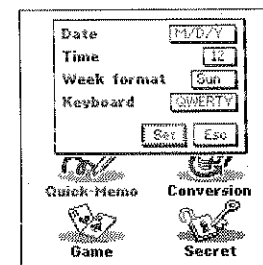 Date M/D/Y
Time 12
Week format Sun
Keyboard QWERTY
Set Esc
Quick-Memo Conversion
Game Secret